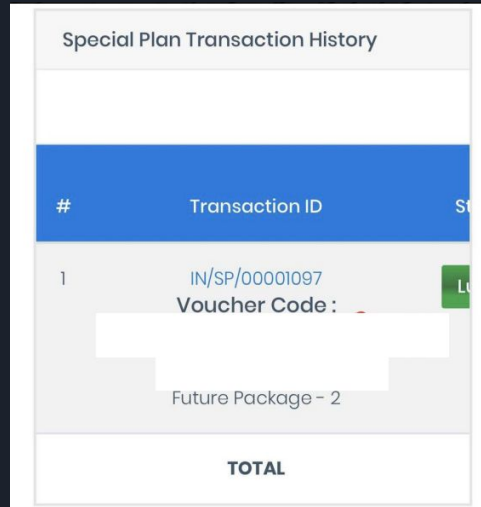 Special Plan Transaction History
# Transaction ID
1 IN/SP/00001097
Voucher Code :
Future Package - 2
TOTAL